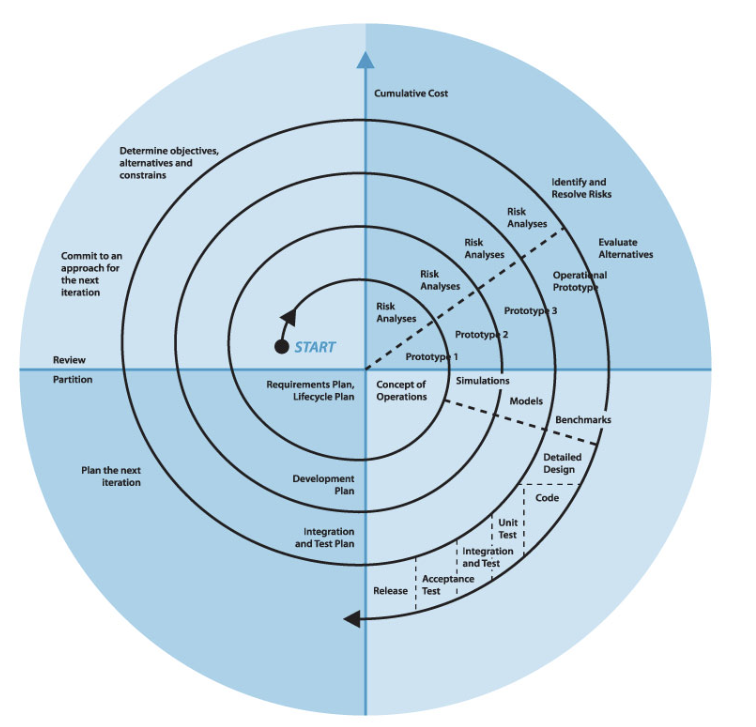 Cumulative Cost
Determine objectives,
alternatives and
constrains
Identify and
Resolve Risks
Risk
Analyses
Evaluate
Alternatives
Risk
Analyses
Commit to an
approach for
the next
iteration
Risk
Analyses
Operational
Prototype
Risk
Analyses
Prototype 3
Prototype 2
START
Prototype 1
Review
Partition
Requirements Plan,
Lifecycle Plan
Concept of
Operations
Simulations
Models
Benchmarks
Detailed
Design
Plan the next
iteration
Development
Plan
Code
Unit
Test
Integration
and Test Plan
Integration
and Test
Acceptance
Test
Release